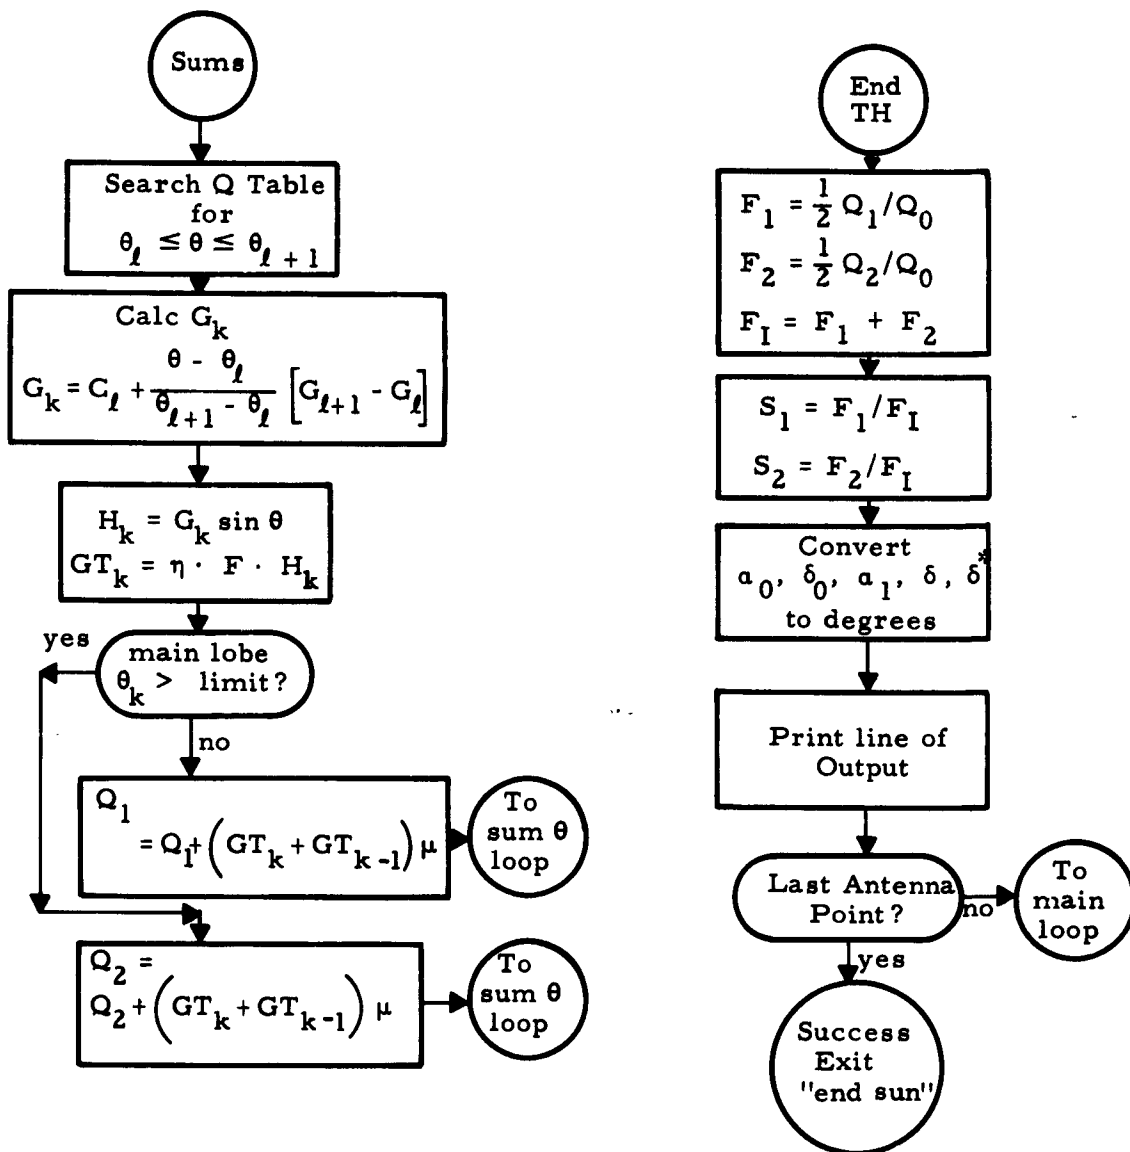 Sums
Search Q Table
for
θ_ℓ ≤ θ ≤ θ_ℓ + 1
Calc G_k
G_k = C_ℓ + (θ - θ_ℓ)/(θ_ℓ+1 - θ_ℓ) [G_ℓ+1 - G_ℓ]
H_k = G_k sin θ
GT_k = η · F · H_k
yes
main lobe
θ_k > limit?
no
Q_1
= Q_1 + (GT_k + GT_k-1) μ
To
sum θ
loop
Q_2 =
Q_2 + (GT_k + GT_k-1) μ
To
sum θ
loop
End
TH
F_1 = 1/2 Q_1/Q_0
F_2 = 1/2 Q_2/Q_0
F_I = F_1 + F_2
S_1 = F_1/F_I
S_2 = F_2/F_I
Convert
α_0, δ_0, α_1, δ, δ*
to degrees
Print line of
Output
Last Antenna
Point?
no
To
main
loop
yes
Success
Exit
"end sun"